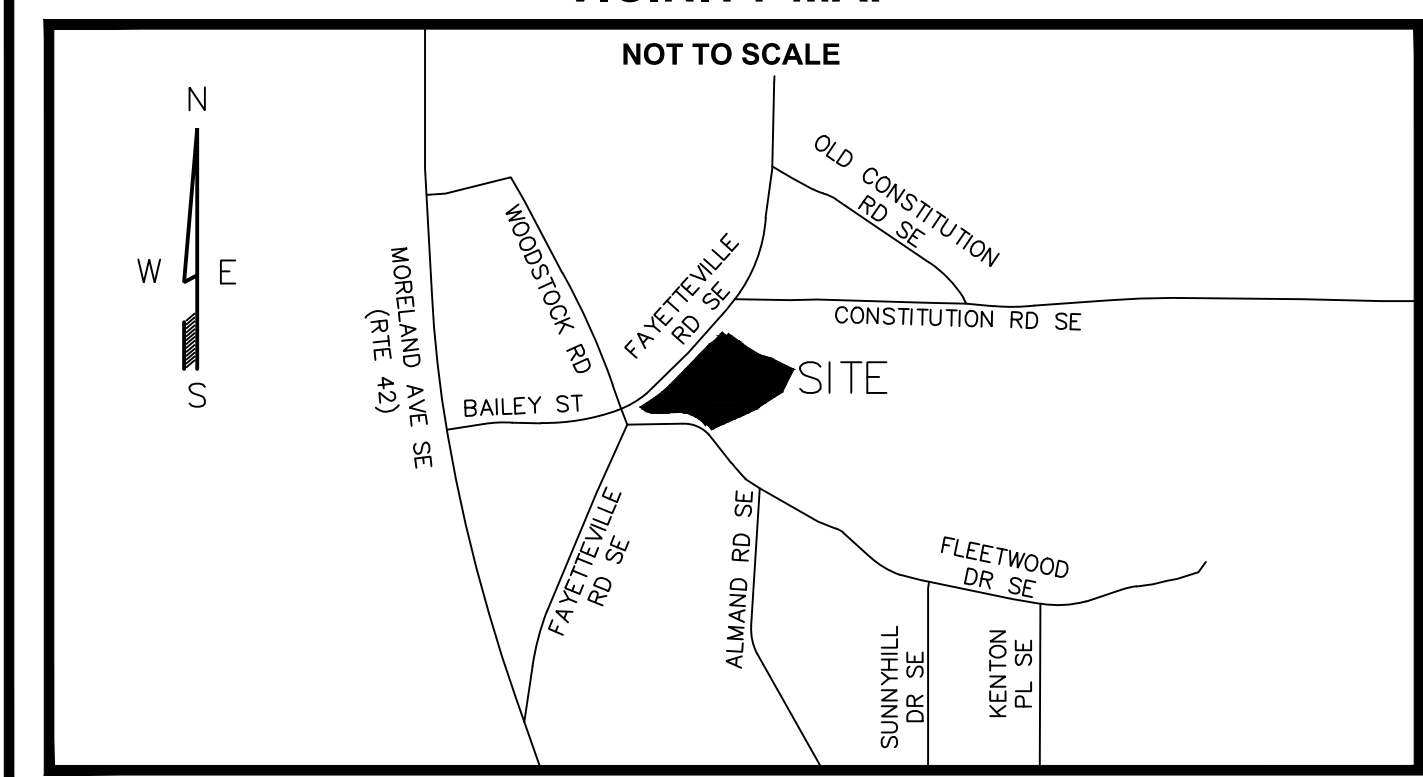 VICINITY MAP
NOT TO SCALE
N
W E
S
OLD CONSTITUTION
RD SE
WOODSTOCK RD
FAYETTEVILLE
RD SE
MORELAND AVE SE
(RTE 42)
CONSTITUTION RD SE
SITE
BAILEY ST
FAYETTEVILLE
RD SE
ALMAND RD SE
FLEETWOOD
DR SE
SUNNYHILL
DR SE
KENTON
PL SE